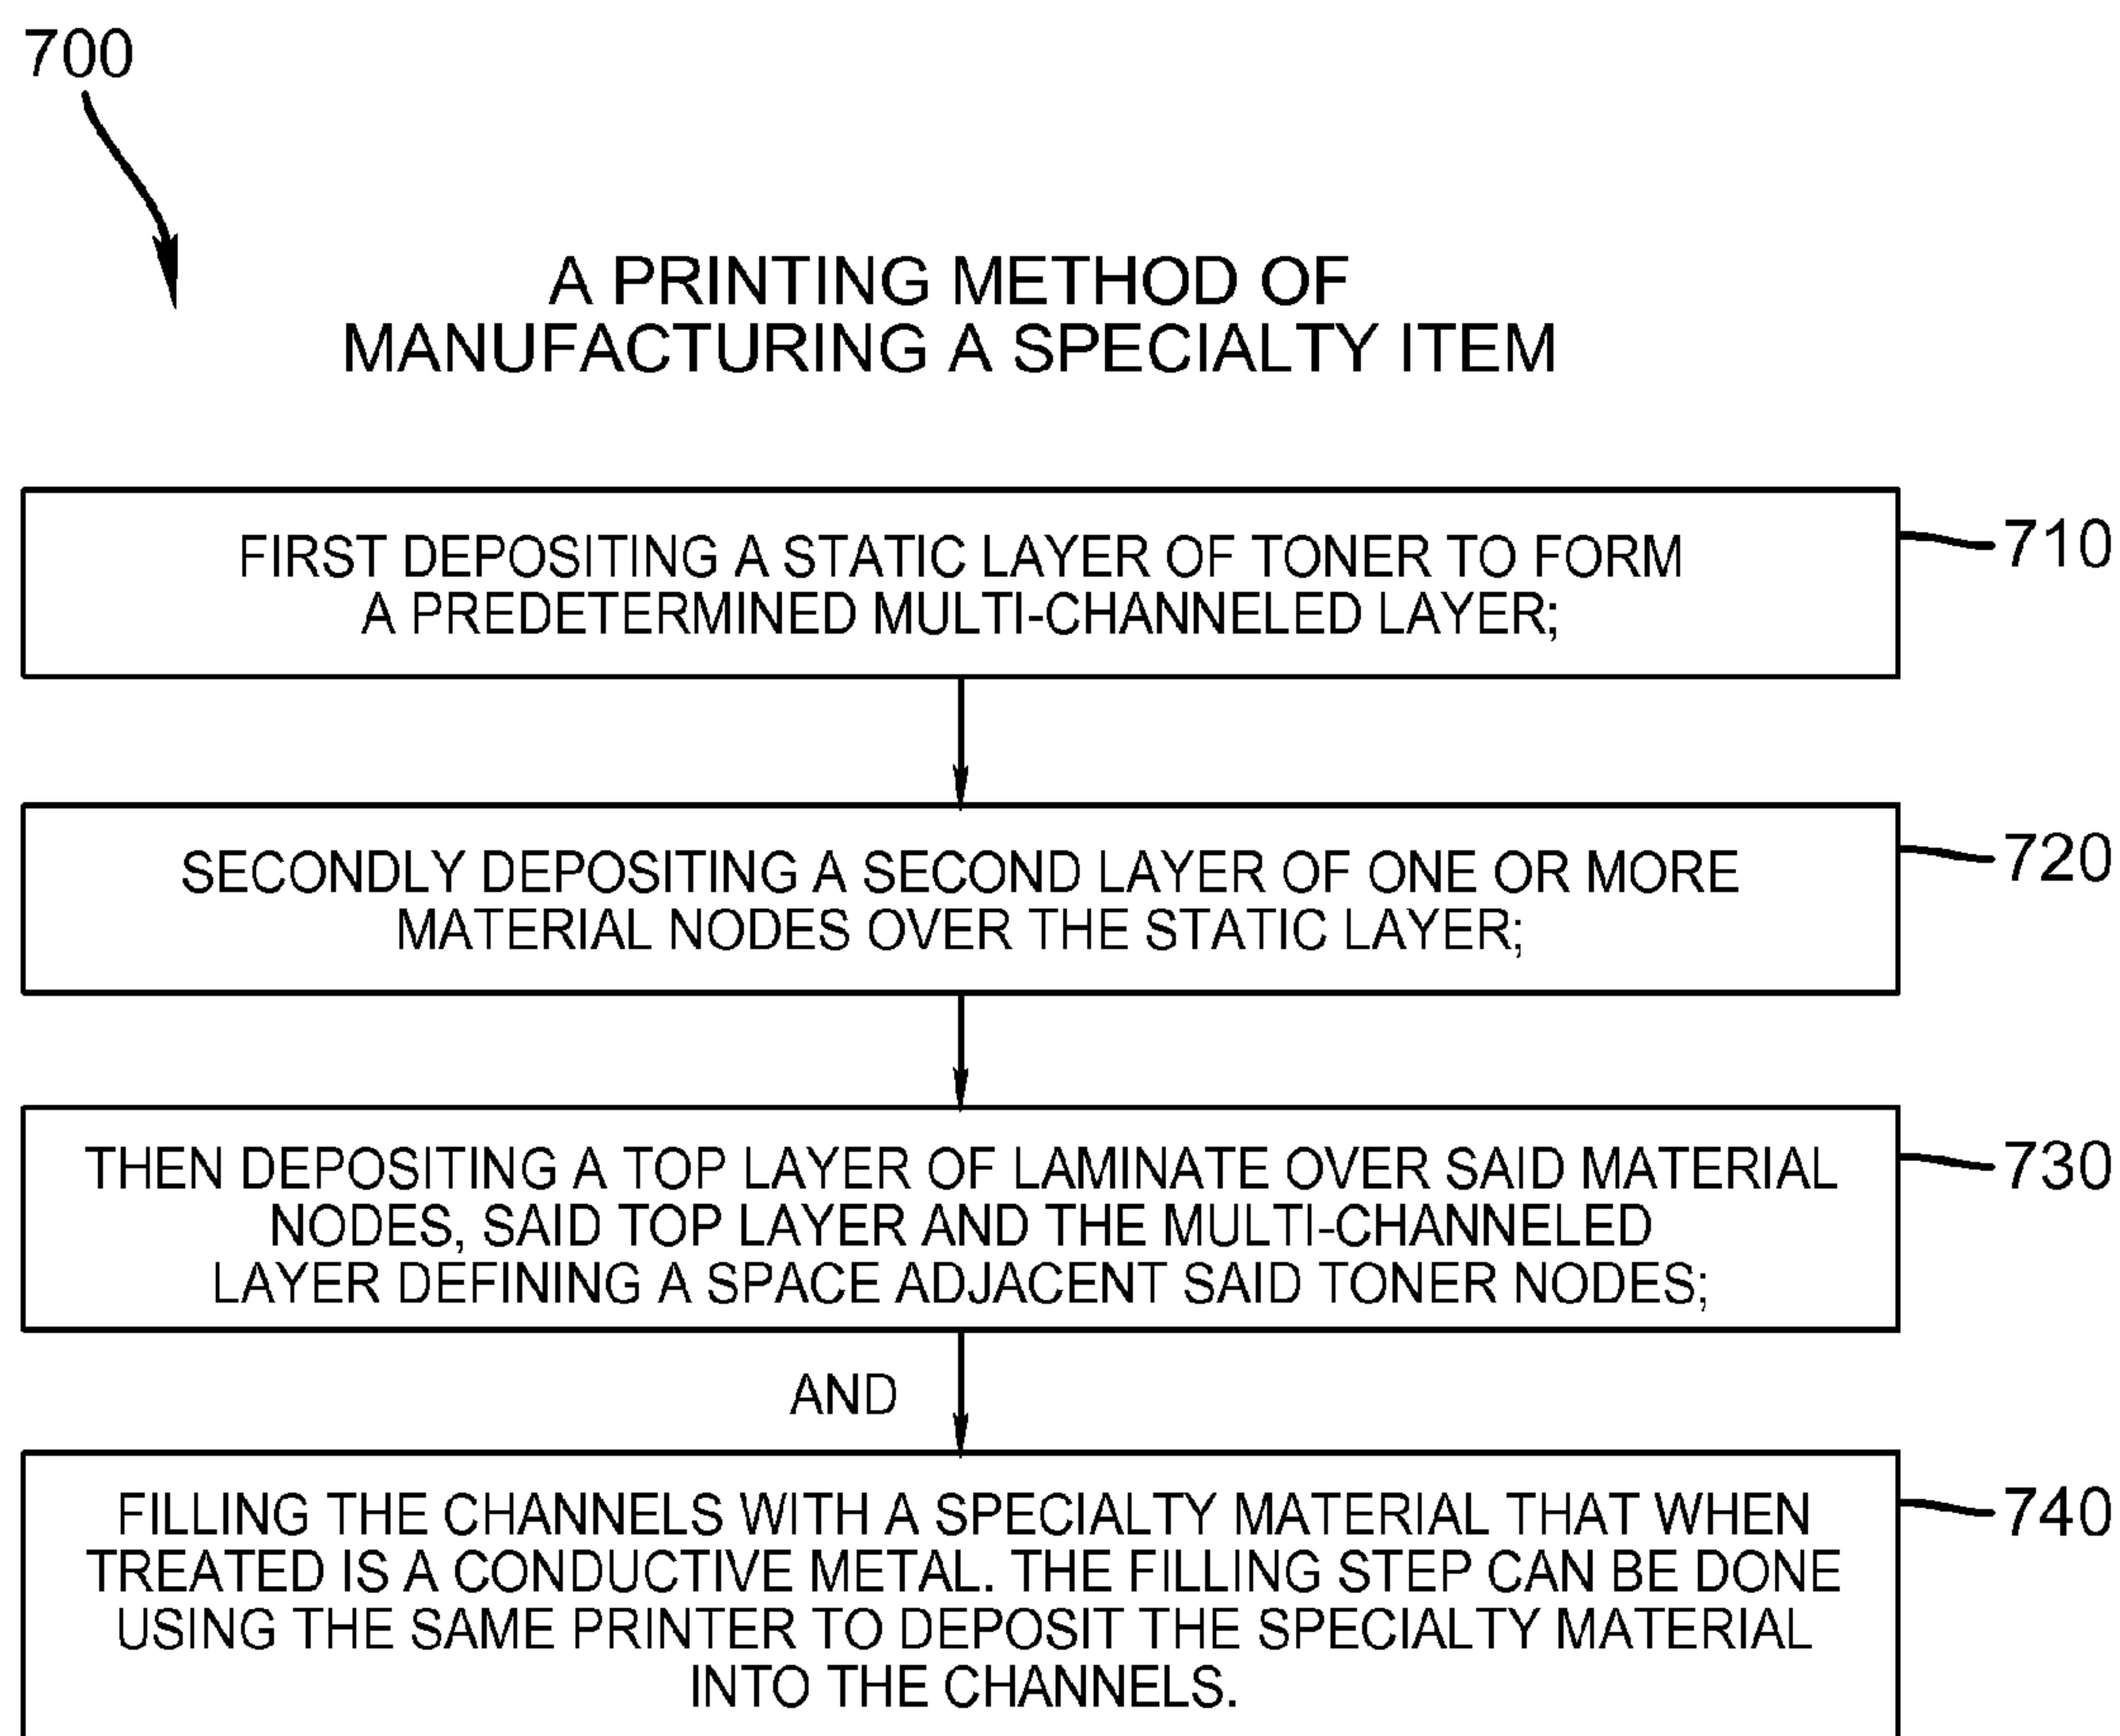 700
A PRINTING METHOD OF
MANUFACTURING A SPECIALTY ITEM
FIRST DEPOSITING A STATIC LAYER OF TONER TO FORM
A PREDETERMINED MULTI-CHANNELED LAYER;
710
SECONDLY DEPOSITING A SECOND LAYER OF ONE OR MORE
MATERIAL NODES OVER THE STATIC LAYER;
720
THEN DEPOSITING A TOP LAYER OF LAMINATE OVER SAID MATERIAL
NODES, SAID TOP LAYER AND THE MULTI-CHANNELED
LAYER DEFINING A SPACE ADJACENT SAID TONER NODES;
730
AND
FILLING THE CHANNELS WITH A SPECIALTY MATERIAL THAT WHEN
TREATED IS A CONDUCTIVE METAL. THE FILLING STEP CAN BE DONE
USING THE SAME PRINTER TO DEPOSIT THE SPECIALTY MATERIAL
INTO THE CHANNELS.
740